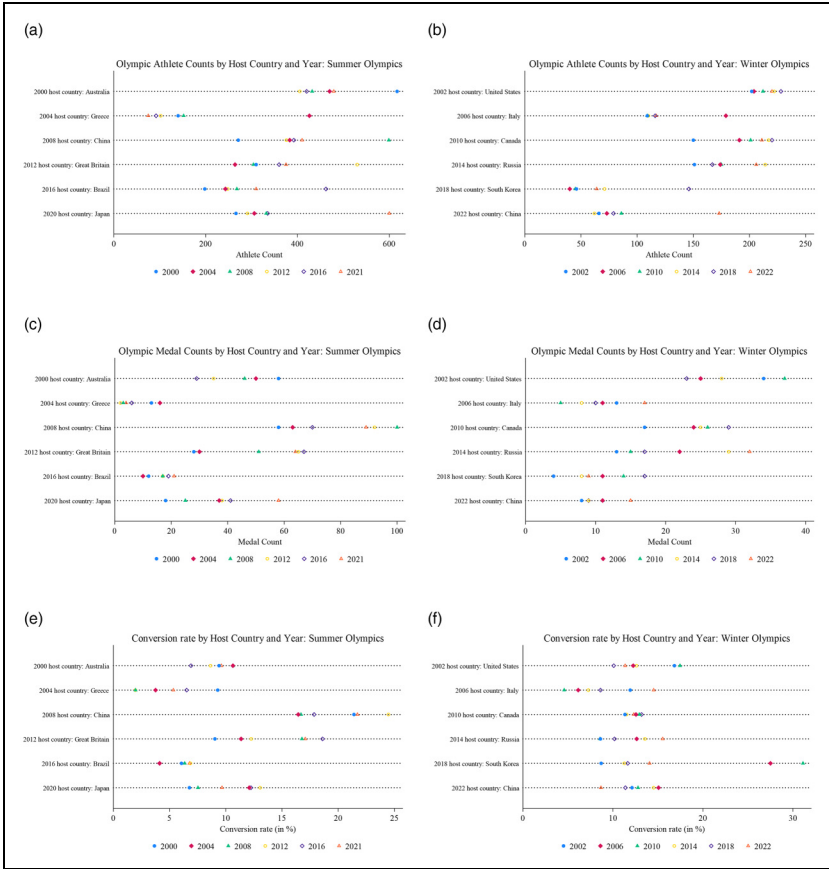 (a)
Olympic Athlete Counts by Host Country and Year: Summer Olympics
2000 host country: Australia
2004 host country: Greece
2008 host country: China
2012 host country: Great Britain
2016 host country: Brazil
2020 host country: Japan
0 200 400 600
Athlete Count
2000 2004 2008 2012 2016 2021
(b)
Olympic Athlete Counts by Host Country and Year: Winter Olympics
2002 host country: United States
2006 host country: Italy
2010 host country: Canada
2014 host country: Russia
2018 host country: South Korea
2022 host country: China
0 50 100 150 200 250
Athlete Count
2002 2006 2010 2014 2018 2022
(c)
Olympic Medal Counts by Host Country and Year: Summer Olympics
2000 host country: Australia
2004 host country: Greece
2008 host country: China
2012 host country: Great Britain
2016 host country: Brazil
2020 host country: Japan
0 20 40 60 80 100
Medal Count
2000 2004 2008 2012 2016 2021
(d)
Olympic Medal Counts by Host Country and Year: Winter Olympics
2002 host country: United States
2006 host country: Italy
2010 host country: Canada
2014 host country: Russia
2018 host country: South Korea
2022 host country: China
0 10 20 30 40
Medal Count
2002 2006 2010 2014 2018 2022
(e)
Conversion rate by Host Country and Year: Summer Olympics
2000 host country: Australia
2004 host country: Greece
2008 host country: China
2012 host country: Great Britain
2016 host country: Brazil
2020 host country: Japan
0 5 10 15 20 25
Conversion rate (in %)
2000 2004 2008 2012 2016 2021
(f)
Conversion rate by Host Country and Year: Winter Olympics
2002 host country: United States
2006 host country: Italy
2010 host country: Canada
2014 host country: Russia
2018 host country: South Korea
2022 host country: China
0 10 20 30
Conversion rate (in %)
2002 2006 2010 2014 2018 2022